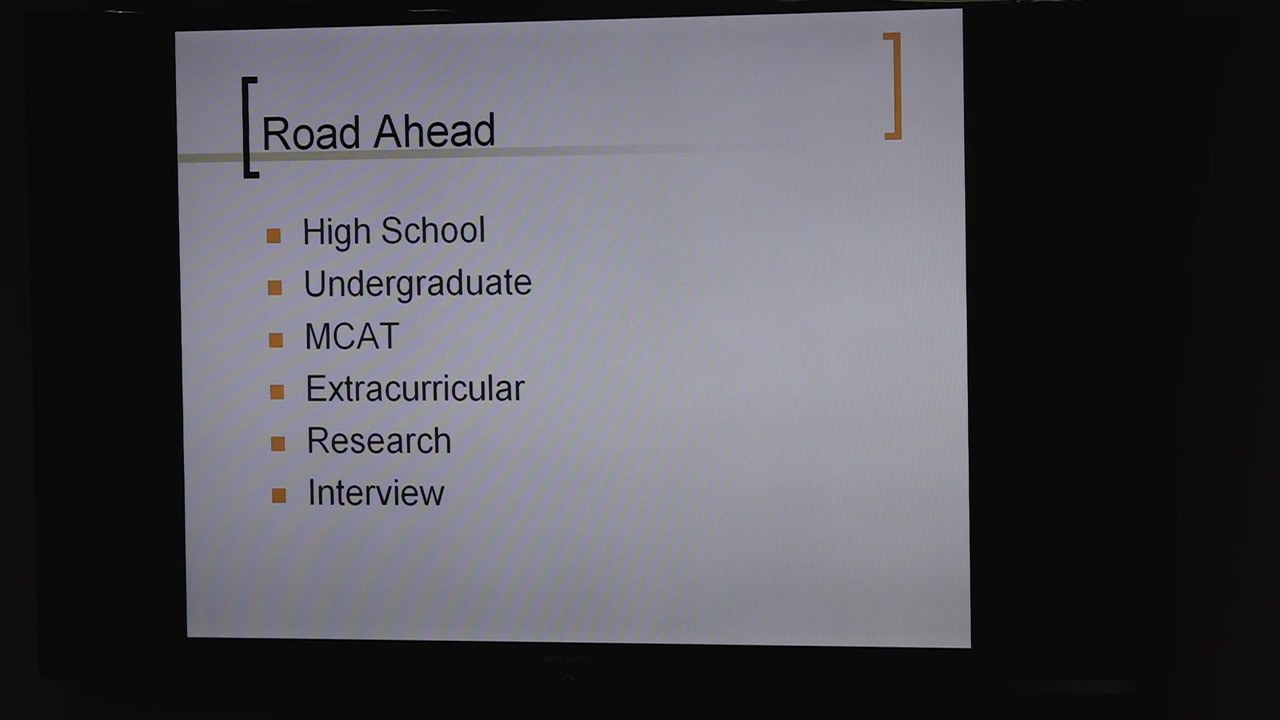 Road Ahead
High School
Undergraduate
MCAT
Extracurricular
Research
Interview